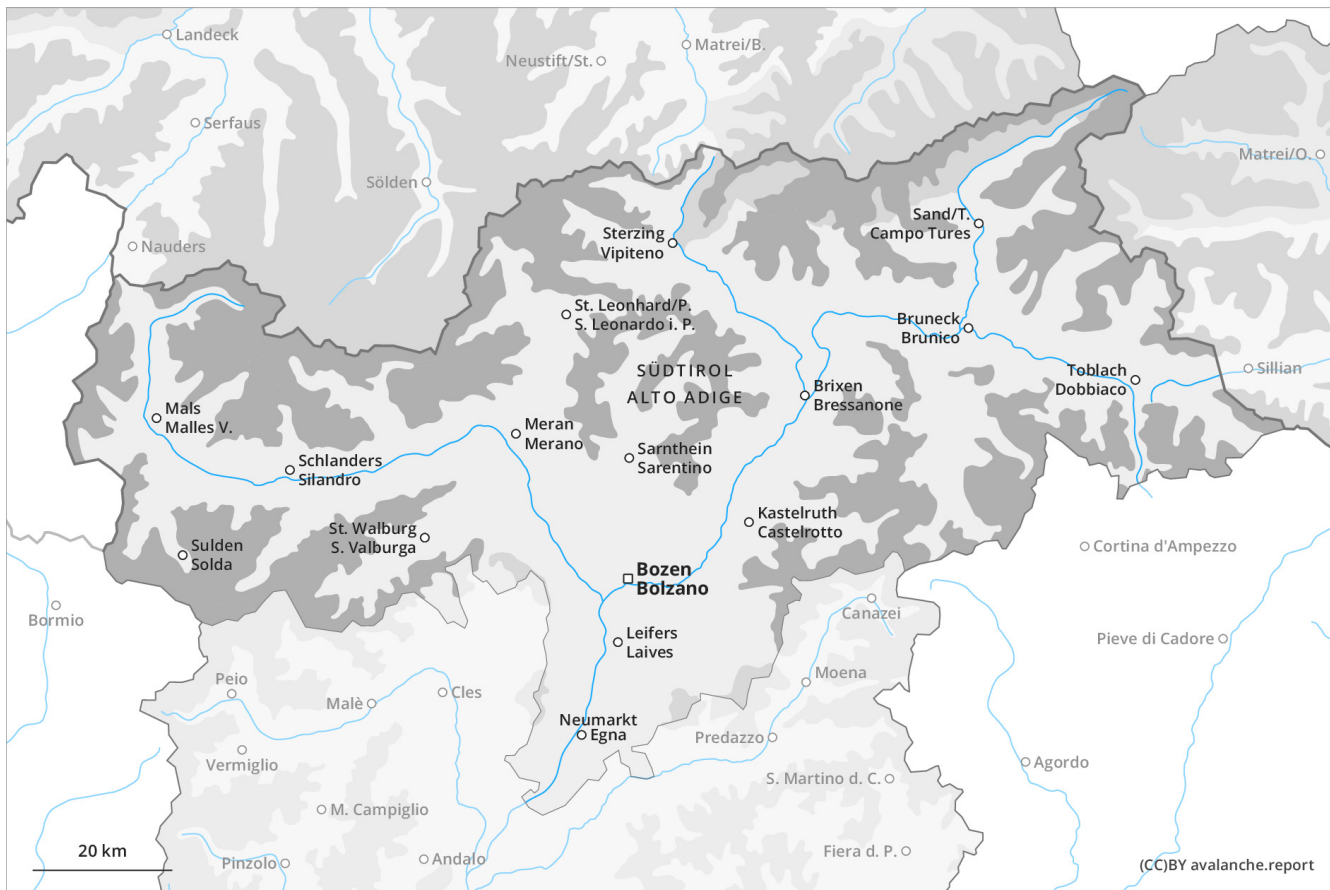 Landeck
Matrei/B.
Neustift/St.
Serfaus
Matrei/O.
Sölden
Sand/T.
Campo Tures
Sterzing
Vipiteno
Nauders
St. Leonhard/P.
S. Leonardo i. P.
Bruneck
Brunico
SÜDTIROL
ALTO ADIGE
Toblach
Dobbiaco
Sillian
Brixen
Bressanone
Mals
Malles V.
Meran
Merano
Sarnthein
Sarentino
Schlanders
Silandro
Kastelruth
Castelrotto
St. Walburg
S. Valburga
Sulden
Solda
Cortina d'Ampezzo
Bozen
Bolzano
Bormio
Canazei
Leifers
Laives
Pieve di Cadore
Peio
Malè
Cles
Moena
Neumarkt
Egna
Predazzo
Vermiglio
Agordo
S. Martino d. C.
M. Campiglio
20 km
Pinzolo
Andalo
Fiera d. P.
(CC)BY avalanche.report